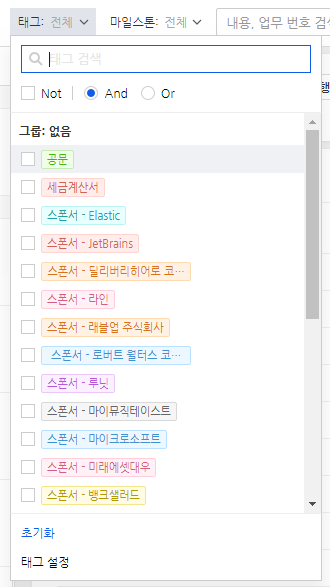 태그: 전체 마일스톤: 전체 내용, 업무 번호 검색
태그 검색
Not And Or
행
그룹: 없음
공문
세금계산서
스폰서 - Elastic
스폰서 - JetBrains
스폰서 - 딜리버리히어로 코…
스폰서 - 라인
스폰서 - 래블업 주식회사
스폰서 - 로버트 월터스 코…
스폰서 - 루닛
스폰서 - 마이뮤직테이스트
스폰서 - 마이크로소프트
스폰서 - 미래에셋대우
스폰서 - 뱅크샐러드
초기화
태그 설정